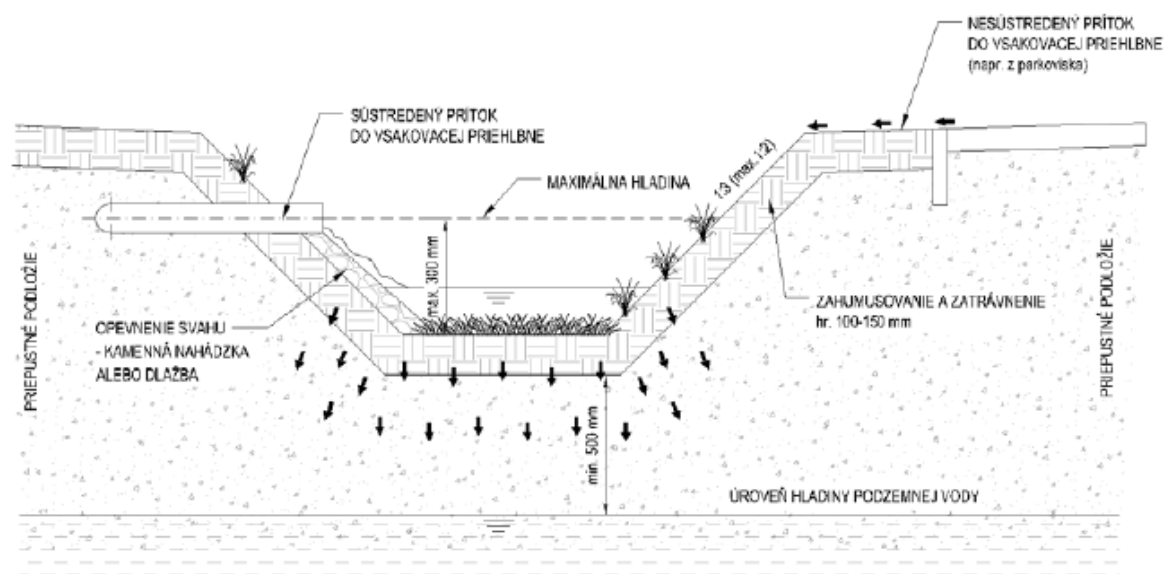 NESÚSTREDENÝ PRÍTOK
DO VSAKOVACEJ PRIEHLBNE
(napr. z parkoviska)
SÚSTREDENÝ PRÍTOK
DO VSAKOVACEJ PRIEHLBNE
MAXIMÁLNA HLADINA
1:3 (max. 1:2)
max. 300 mm
PRIEPUSTNÉ PODLOŽIE
OPEVNENIE SVAHU
- KAMENNÁ NAHÁDZKA
ALEBO DLAŽBA
ZAHUMUSOVANIE A ZATRÁVNENIE
hr. 100-150 mm
PRIEPUSTNÉ PODLOŽIE
min. 500 mm
ÚROVEŇ HLADINY PODZEMNEJ VODY